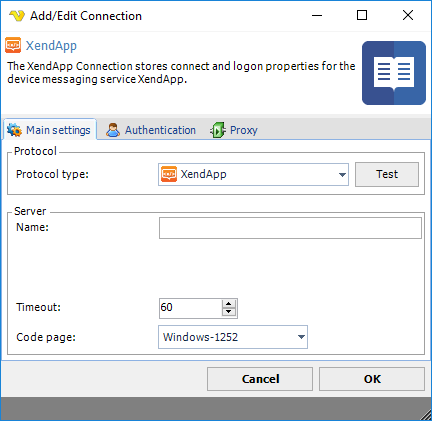 Add/Edit Connection
XendApp
The XendApp Connection stores connect and logon properties for the
device messaging service XendApp.
Main settings Authentication Proxy
Protocol
Protocol type: XendApp Test
Server
Name:
Timeout: 60
Code page: Windows-1252
Cancel OK